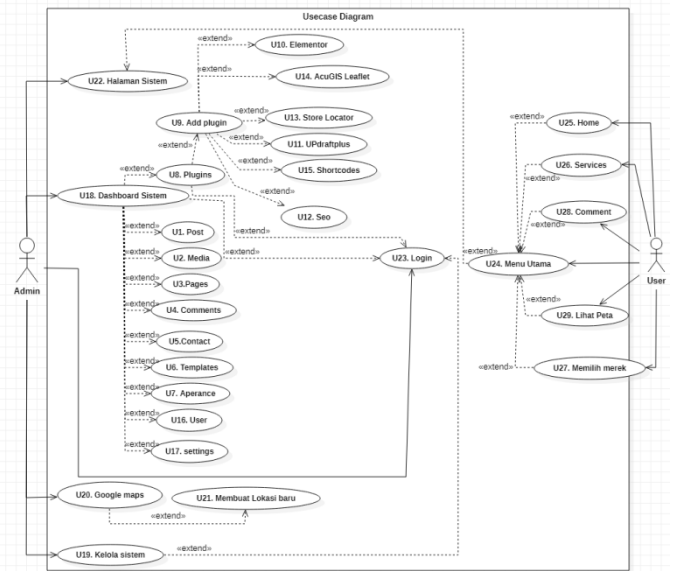 Usecase Diagram
«extend»
U10. Elementor
«extend»
U14. AcuGIS Leaflet
U22. Halaman Sistem
«extend»
U13. Store Locator
U9. Add plugin
U25. Home
«extend»
«extend»
U11. UPdraftplus
«extend»
«extend»
U15. Shortcodes
U26. Services
«extend»
U8. Plugins
«extend»
«extend»
U18. Dashboard Sistem
U12. Seo
U28. Comment
«extend»
U1. Post
«extend»
Admin
«extend»
U2. Media
«extend»
U23. Login
«extend»
U24. Menu Utama
User
«extend»
U3.Pages
«extend»
U4. Comments
«extend»
U29. Lihat Peta
«extend»
U5.Contact
«extend»
U6. Templates
«extend»
U27. Memilih merek
«extend»
U7. Aperance
«extend»
U16. User
«extend»
U17. settings
U20. Google maps
U21. Membuat Lokasi baru
«extend»
U19. Kelola sistem
«extend»